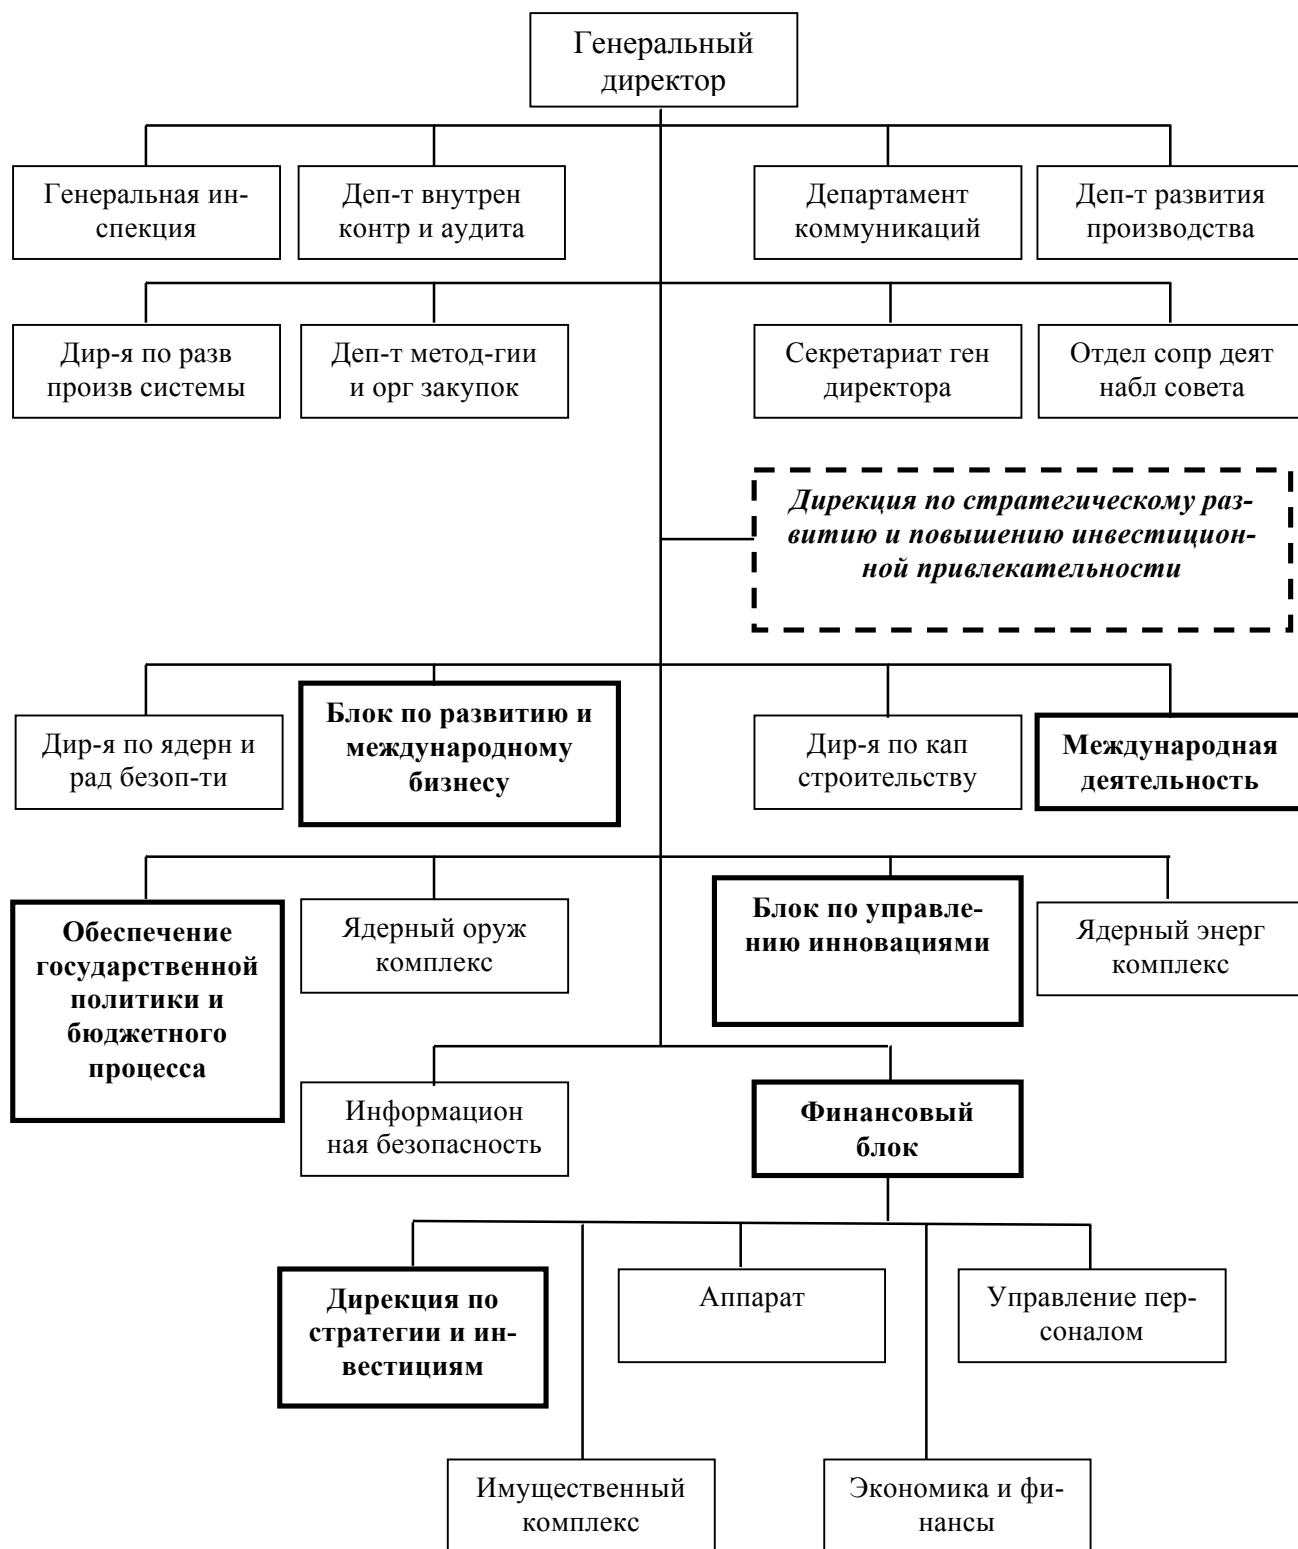 Генеральный
директор
Генеральная ин-
спекция
Деп-т внутрен
контр и аудита
Департамент
коммуникаций
Деп-т развития
производства
Дир-я по разв
произв системы
Деп-т метод-гии
и орг закупок
Секретариат ген
директора
Отдел сопр деят
набл совета
Дирекция по стратегическому раз-
витию и повышению инвестицион-
ной привлекательности
Дир-я по ядерн и
рад безоп-ти
Блок по развитию и
международному
бизнесу
Дир-я по кап
строительству
Международная
деятельность
Обеспечение
государственной
политики и
бюджетного
процесса
Ядерный оруж
комплекс
Блок по управле-
нию инновациями
Ядерный энерг
комплекс
Информацион
ная безопасность
Финансовый
блок
Дирекция по
стратегии и ин-
вестициям
Аппарат
Управление пер-
соналом
Имущественный
комплекс
Экономика и фи-
нансы